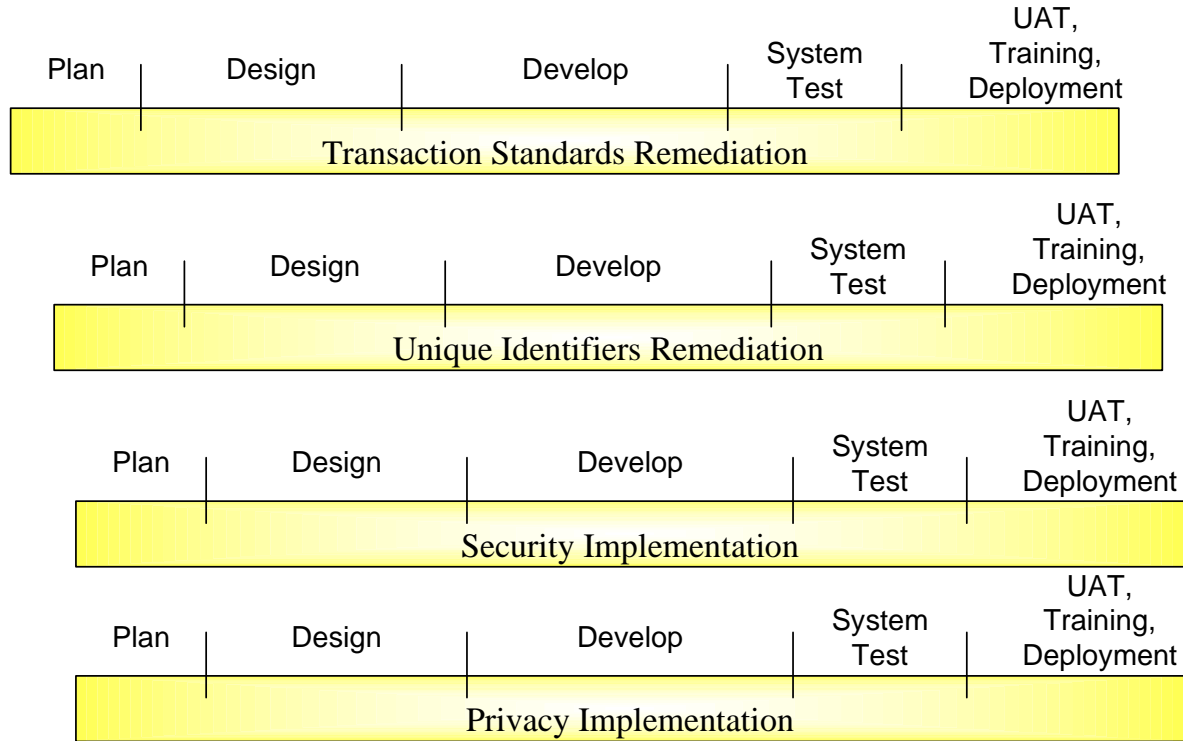 Plan
Design
Develop
System
Test
UAT,
Training,
Deployment
Transaction Standards Remediation
Plan
Design
Develop
System
Test
UAT,
Training,
Deployment
Unique Identifiers Remediation
Plan
Design
Develop
System
Test
UAT,
Training,
Deployment
Security Implementation
Plan
Design
Develop
System
Test
UAT,
Training,
Deployment
Privacy Implementation